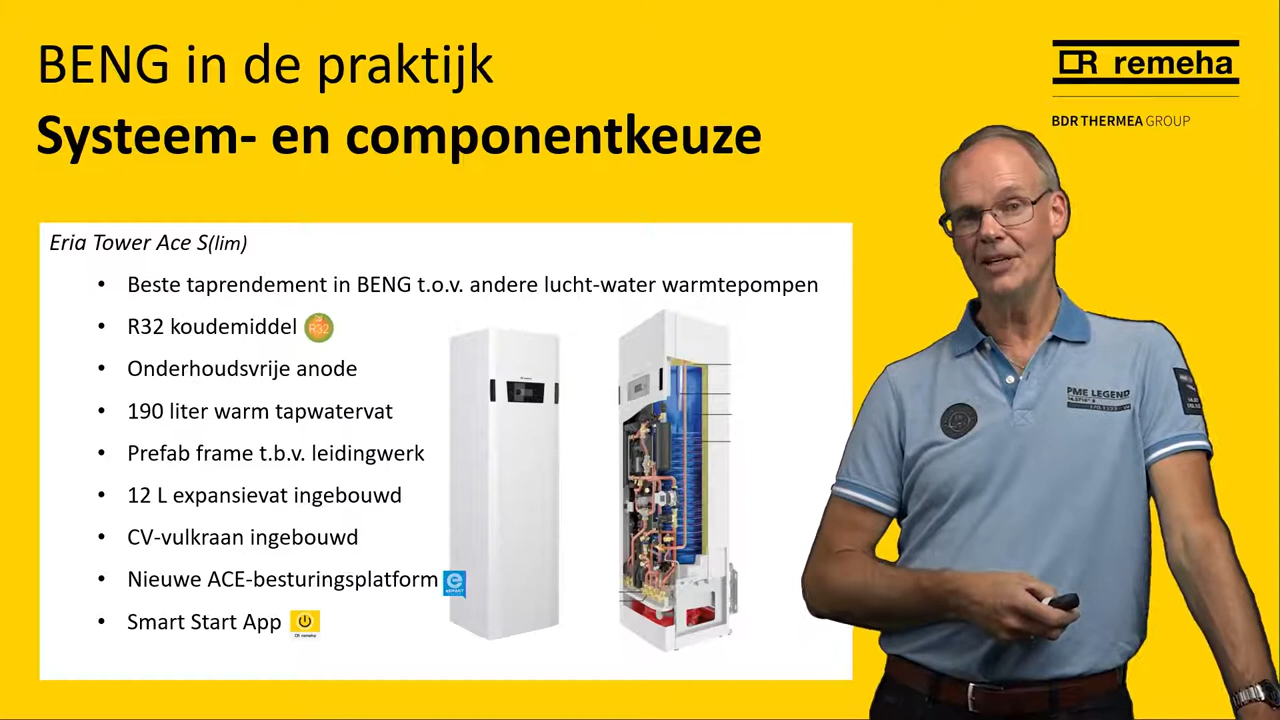 BENG in de praktijk
Systeem- en componentkeuze
remeha
BDR THERMEA GROUP
Eria Tower Ace S(lim)
• Beste taprendement in BENG t.o.v. andere lucht-water warmtepompen
• R32 koudemiddel R32
• Onderhoudsvrije anode
• 190 liter warm tapwatervat
• Prefab frame t.b.v. leidingwerk
• 12 L expansievat ingebouwd
• CV-vulkraan ingebouwd
• Nieuwe ACE-besturingsplatform
• Smart Start App
PME LEGEND